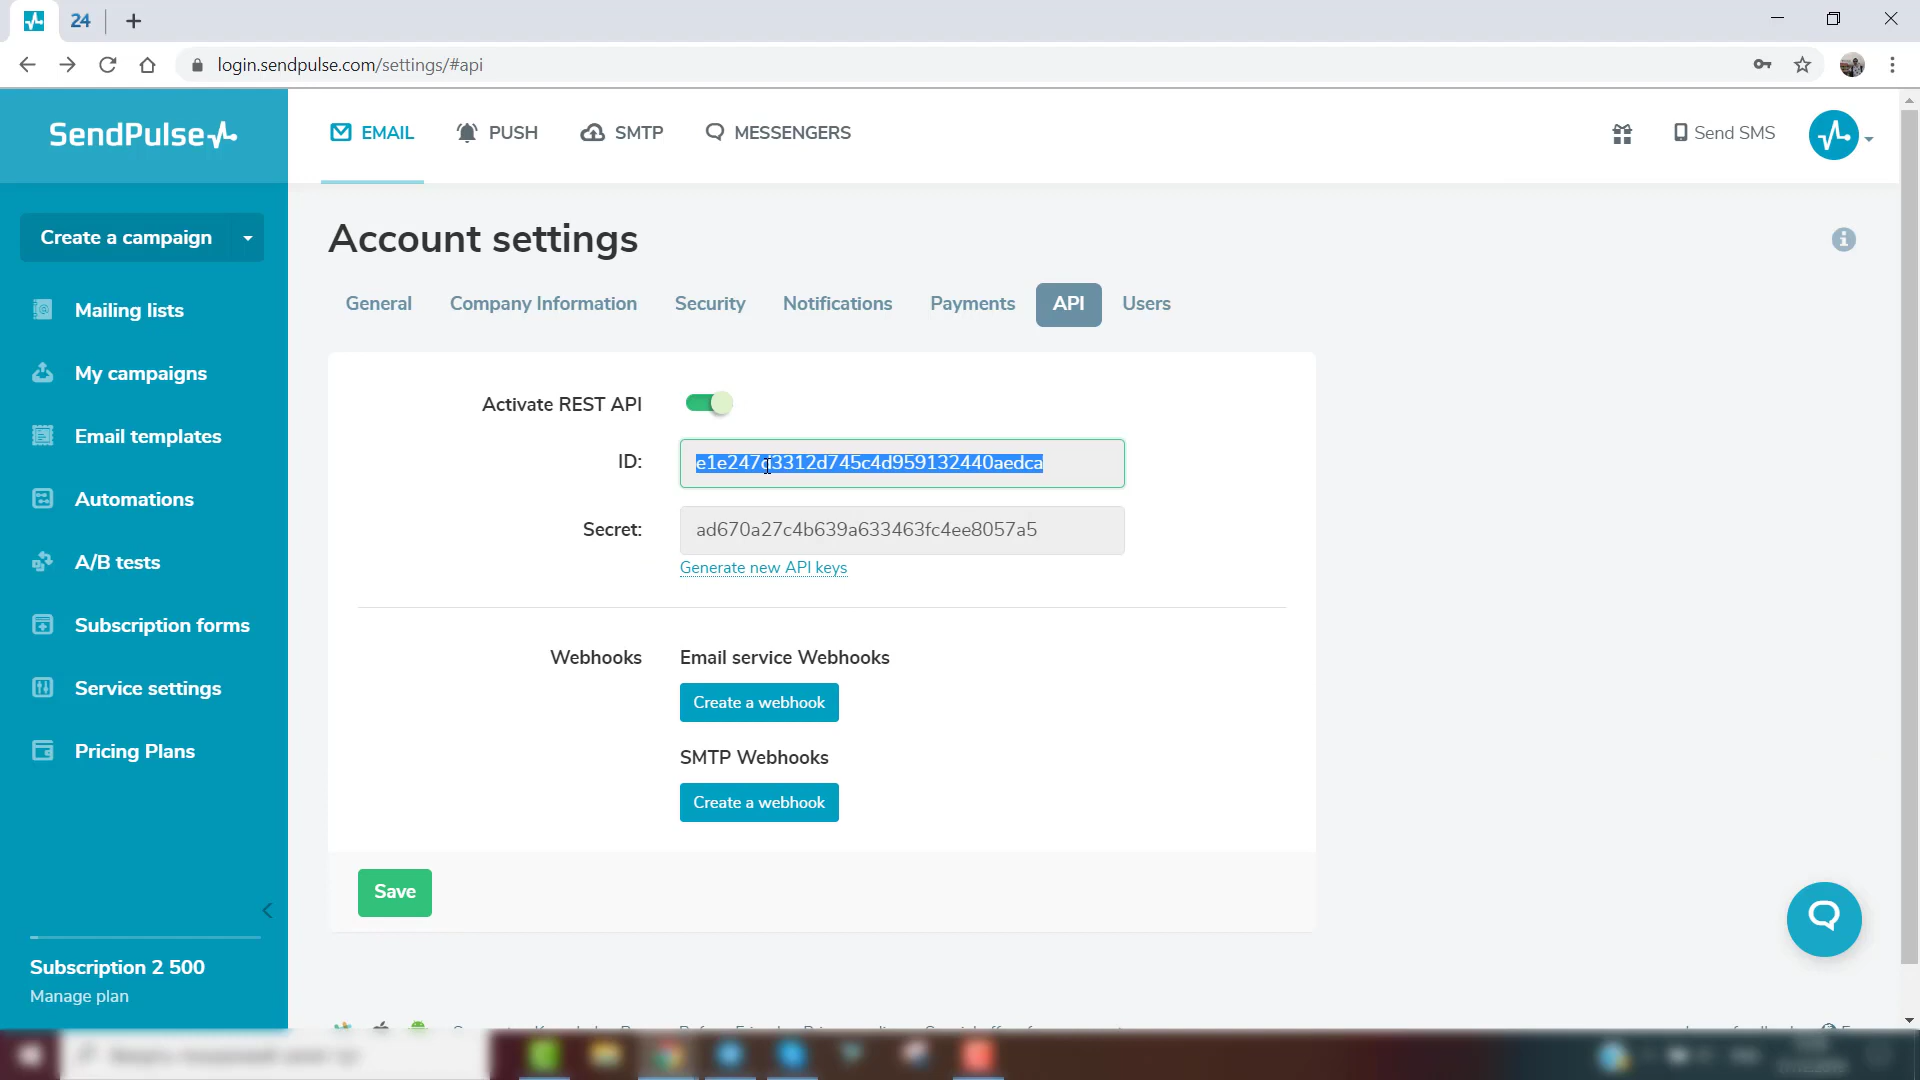 24
login.sendpulse.com/settings/#api
SendPulse
EMAIL
PUSH
SMTP
MESSENGERS
Send SMS
Create a campaign
Mailing lists
My campaigns
Email templates
Automations
A/B tests
Subscription forms
Service settings
Pricing Plans
Subscription 2 500
Manage plan
Account settings
General
Company Information
Security
Notifications
Payments
API
Users
Activate REST API
ID:
e1e247d3312d745c4d959132440aedca
Secret:
ad670a27c4b639a633463fc4ee8057a5
Generate new API keys
Webhooks
Email service Webhooks
Create a webhook
SMTP Webhooks
Create a webhook
Save